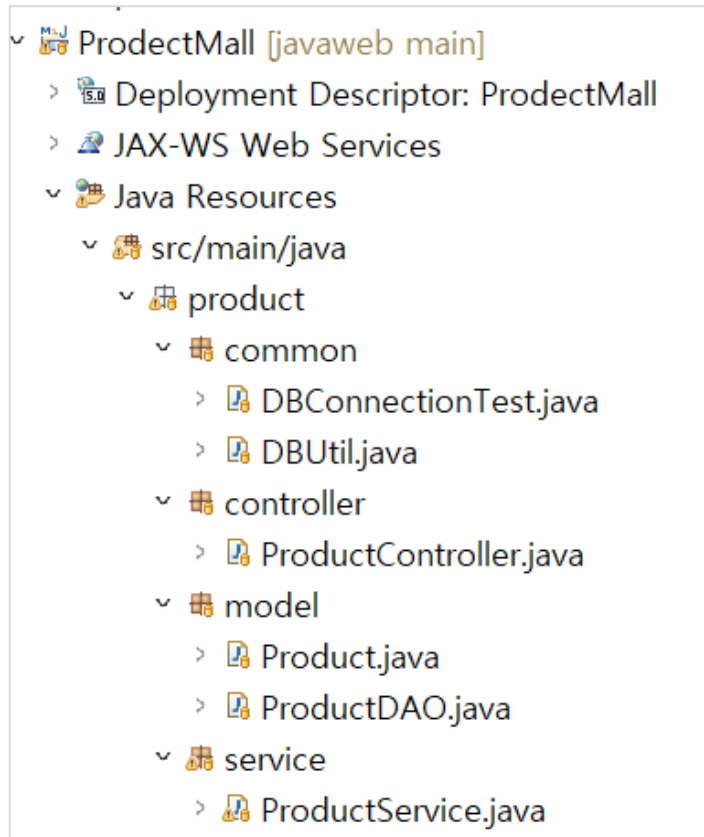 ProdectMall [javaweb main]
Deployment Descriptor: ProdectMall
JAX-WS Web Services
Java Resources
src/main/java
product
common
DBConnectionTest.java
DBUtil.java
controller
ProductController.java
model
Product.java
ProductDAO.java
service
ProductService.java